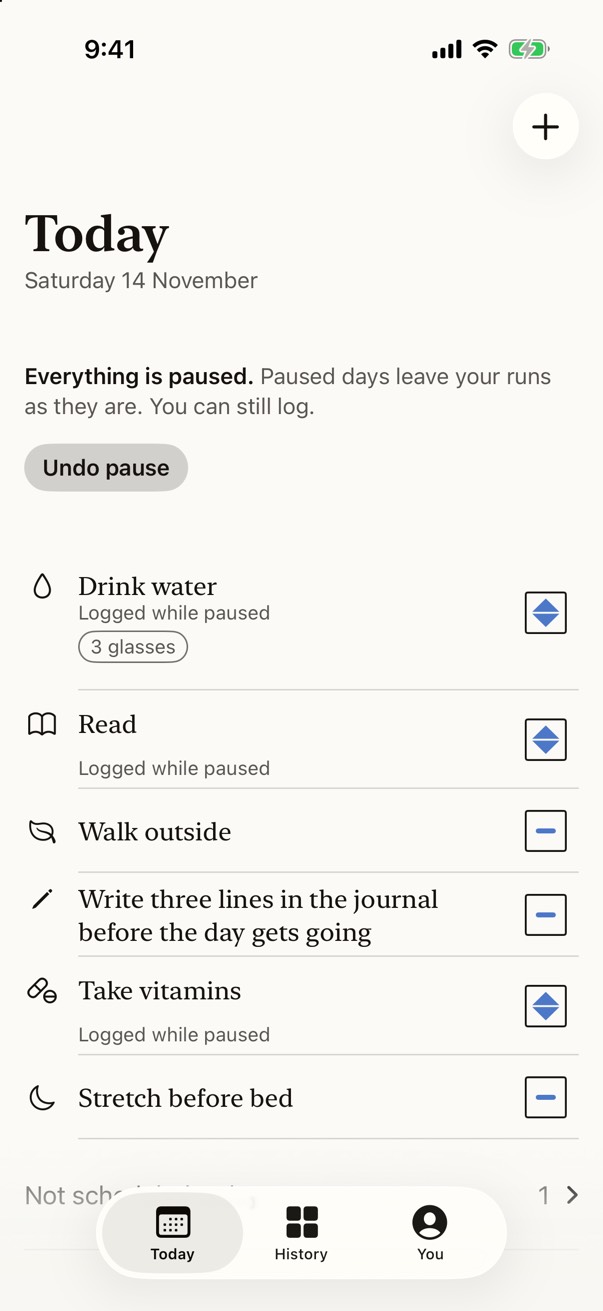 9:41
Today
Saturday 14 November
Everything is paused. Paused days leave your runs
as they are. You can still log.
Undo pause
Drink water
Logged while paused
3 glasses
Read
Logged while paused
Walk outside
Write three lines in the journal
before the day gets going
Take vitamins
Logged while paused
Stretch before bed
Not 1
Today
History
You